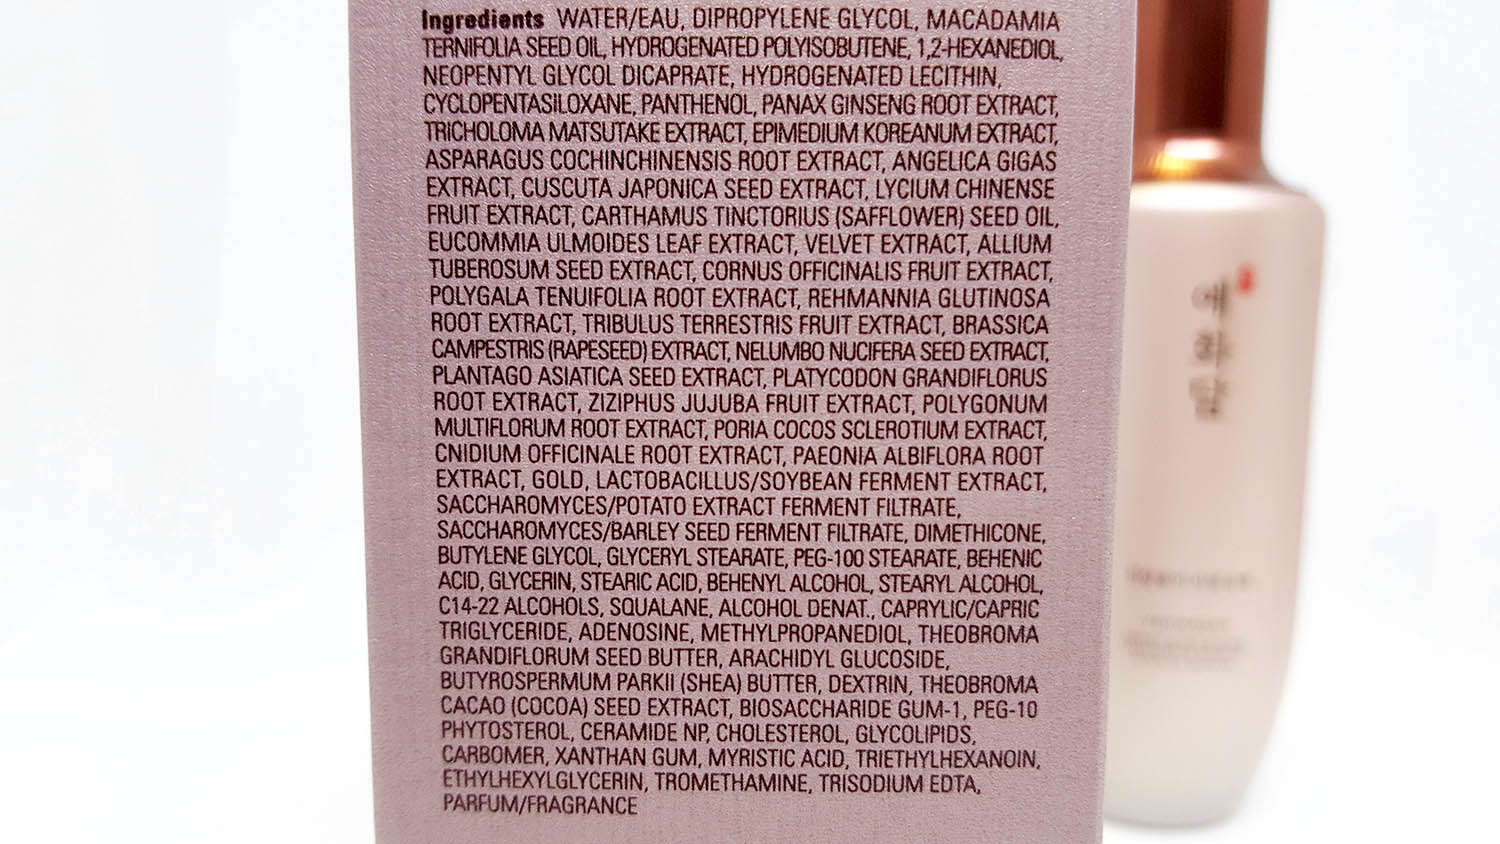 Ingredients WATER/EAU, DIPROPYLENE GLYCOL, MACADAMIA
TERNIFOLIA SEED OIL, HYDROGENATED POLYISOBUTENE, 1,2-HEXANEDIOL,
NEOPENTYL GLYCOL DICAPRATE, HYDROGENATED LECITHIN,
CYCLOPENTASILOXANE, PANTHENOL, PANAX GINSENG ROOT EXTRACT,
TRICHOLOMA MATSUTAKE EXTRACT, EPIMEDIUM KOREANUM EXTRACT,
ASPARAGUS COCHINCHINENSIS ROOT EXTRACT, ANGELICA GIGAS
EXTRACT, CUSCUTA JAPONICA SEED EXTRACT, LYCIUM CHINENSE
FRUIT EXTRACT, CARTHAMUS TINCTORIUS (SAFFLOWER) SEED OIL,
EUCOMMIA ULMOIDES LEAF EXTRACT, VELVET EXTRACT, ALLIUM
TUBEROSUM SEED EXTRACT, CORNUS OFFICINALIS FRUIT EXTRACT,
POLYGALA TENUIFOLIA ROOT EXTRACT, REHMANNIA GLUTINOSA
ROOT EXTRACT, TRIBULUS TERRESTRIS FRUIT EXTRACT, BRASSICA
CAMPESTRIS (RAPESEED) EXTRACT, NELUMBO NUCIFERA SEED EXTRACT,
PLANTAGO ASIATICA SEED EXTRACT, PLATYCODON GRANDIFLORUS
ROOT EXTRACT, ZIZIPHUS JUJUBA FRUIT EXTRACT, POLYGONUM
MULTIFLORUM ROOT EXTRACT, PORIA COCOS SCLEROTIUM EXTRACT,
CNIDIUM OFFICINALE ROOT EXTRACT, PAEONIA ALBIFLORA ROOT
EXTRACT, GOLD, LACTOBACILLUS/SOYBEAN FERMENT EXTRACT,
SACCHAROMYCES/POTATO EXTRACT FERMENT FILTRATE,
SACCHAROMYCES/BARLEY SEED FERMENT FILTRATE, DIMETHICONE,
BUTYLENE GLYCOL, GLYCERYL STEARATE, PEG-100 STEARATE, BEHENIC
ACID, GLYCERIN, STEARIC ACID, BEHENYL ALCOHOL, STEARYL ALCOHOL,
C14-22 ALCOHOLS, SQUALANE, ALCOHOL DENAT., CAPRYLIC/CAPRIC
TRIGLYCERIDE, ADENOSINE, METHYLPROPANEDIOL, THEOBROMA
GRANDIFLORUM SEED BUTTER, ARACHIDYL GLUCOSIDE,
BUTYROSPERMUM PARKII (SHEA) BUTTER, DEXTRIN, THEOBROMA
CACAO (COCOA) SEED EXTRACT, BIOSACCHARIDE GUM-1, PEG-10
PHYTOSTEROL, CERAMIDE NP, CHOLESTEROL, GLYCOLIPIDS,
CARBOMER, XANTHAN GUM, MYRISTIC ACID, TRIETHYLHEXANOIN,
ETHYLHEXYLGLYCERIN, TROMETHAMINE, TRISODIUM EDTA,
PARFUM/FRAGRANCE
예
화
담